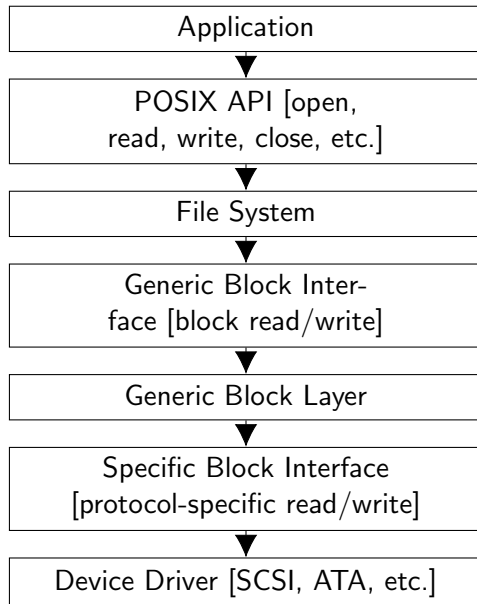 Application
POSIX API [open,
read, write, close, etc.]
File System
Generic Block Inter-
face [block read/write]
Generic Block Layer
Specific Block Interface
[protocol-specific read/write]
Device Driver [SCSI, ATA, etc.]